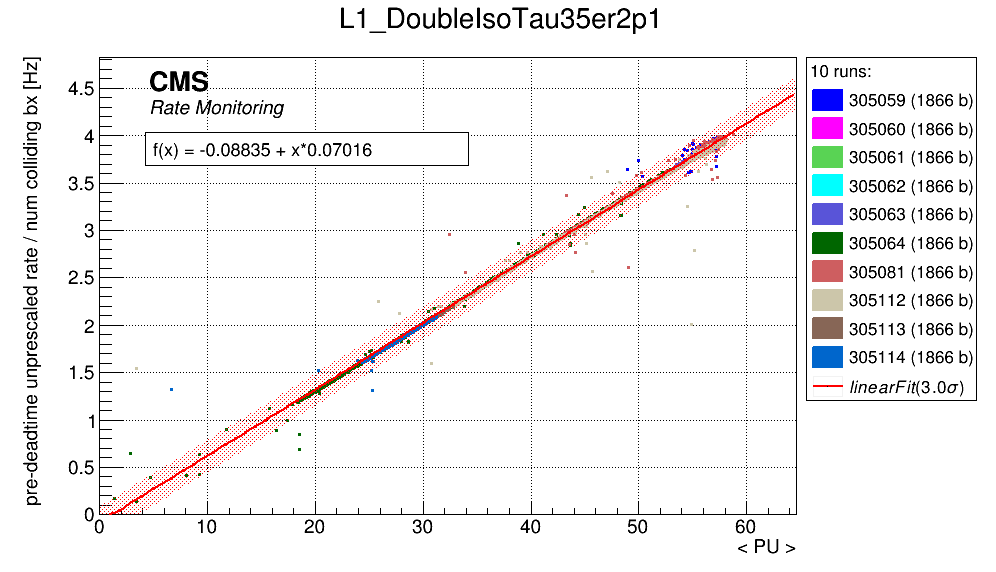 L1_DoubleIsoTau35er2p1
pre-deadtime unprescaled rate / num colliding bx [Hz]
CMS
Rate Monitoring
f(x) = -0.08835 + x*0.07016
4.5
4
3.5
3
2.5
2
1.5
1
0.5
0
0 10 20 30 40 50 60
< PU >
10 runs:
305059 (1866 b)
305060 (1866 b)
305061 (1866 b)
305062 (1866 b)
305063 (1866 b)
305064 (1866 b)
305081 (1866 b)
305112 (1866 b)
305113 (1866 b)
305114 (1866 b)
linearFit(3.0σ)